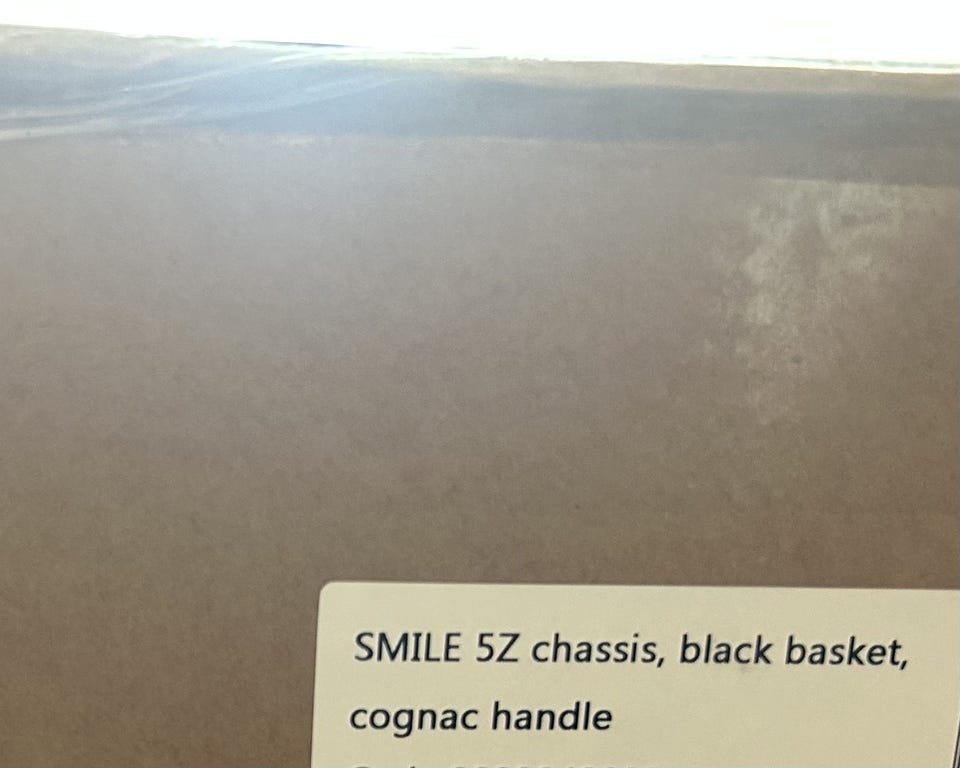 SMILE 5Z chassis, black basket,
cognac handle